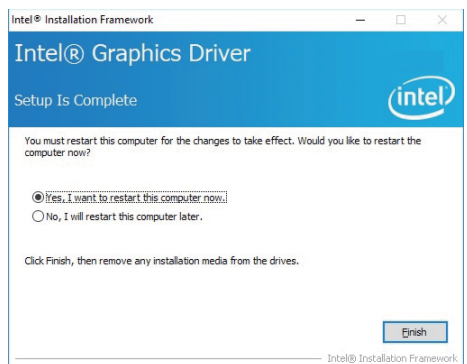 Intel® Installation Framework
Intel® Graphics Driver
Setup Is Complete
intel
You must restart this computer for the changes to take effect. Would you like to restart the
computer now?
Yes, I want to restart this computer now.
No, I will restart this computer later.
Click Finish, then remove any installation media from the drives.
Finish
Intel® Installation Framework